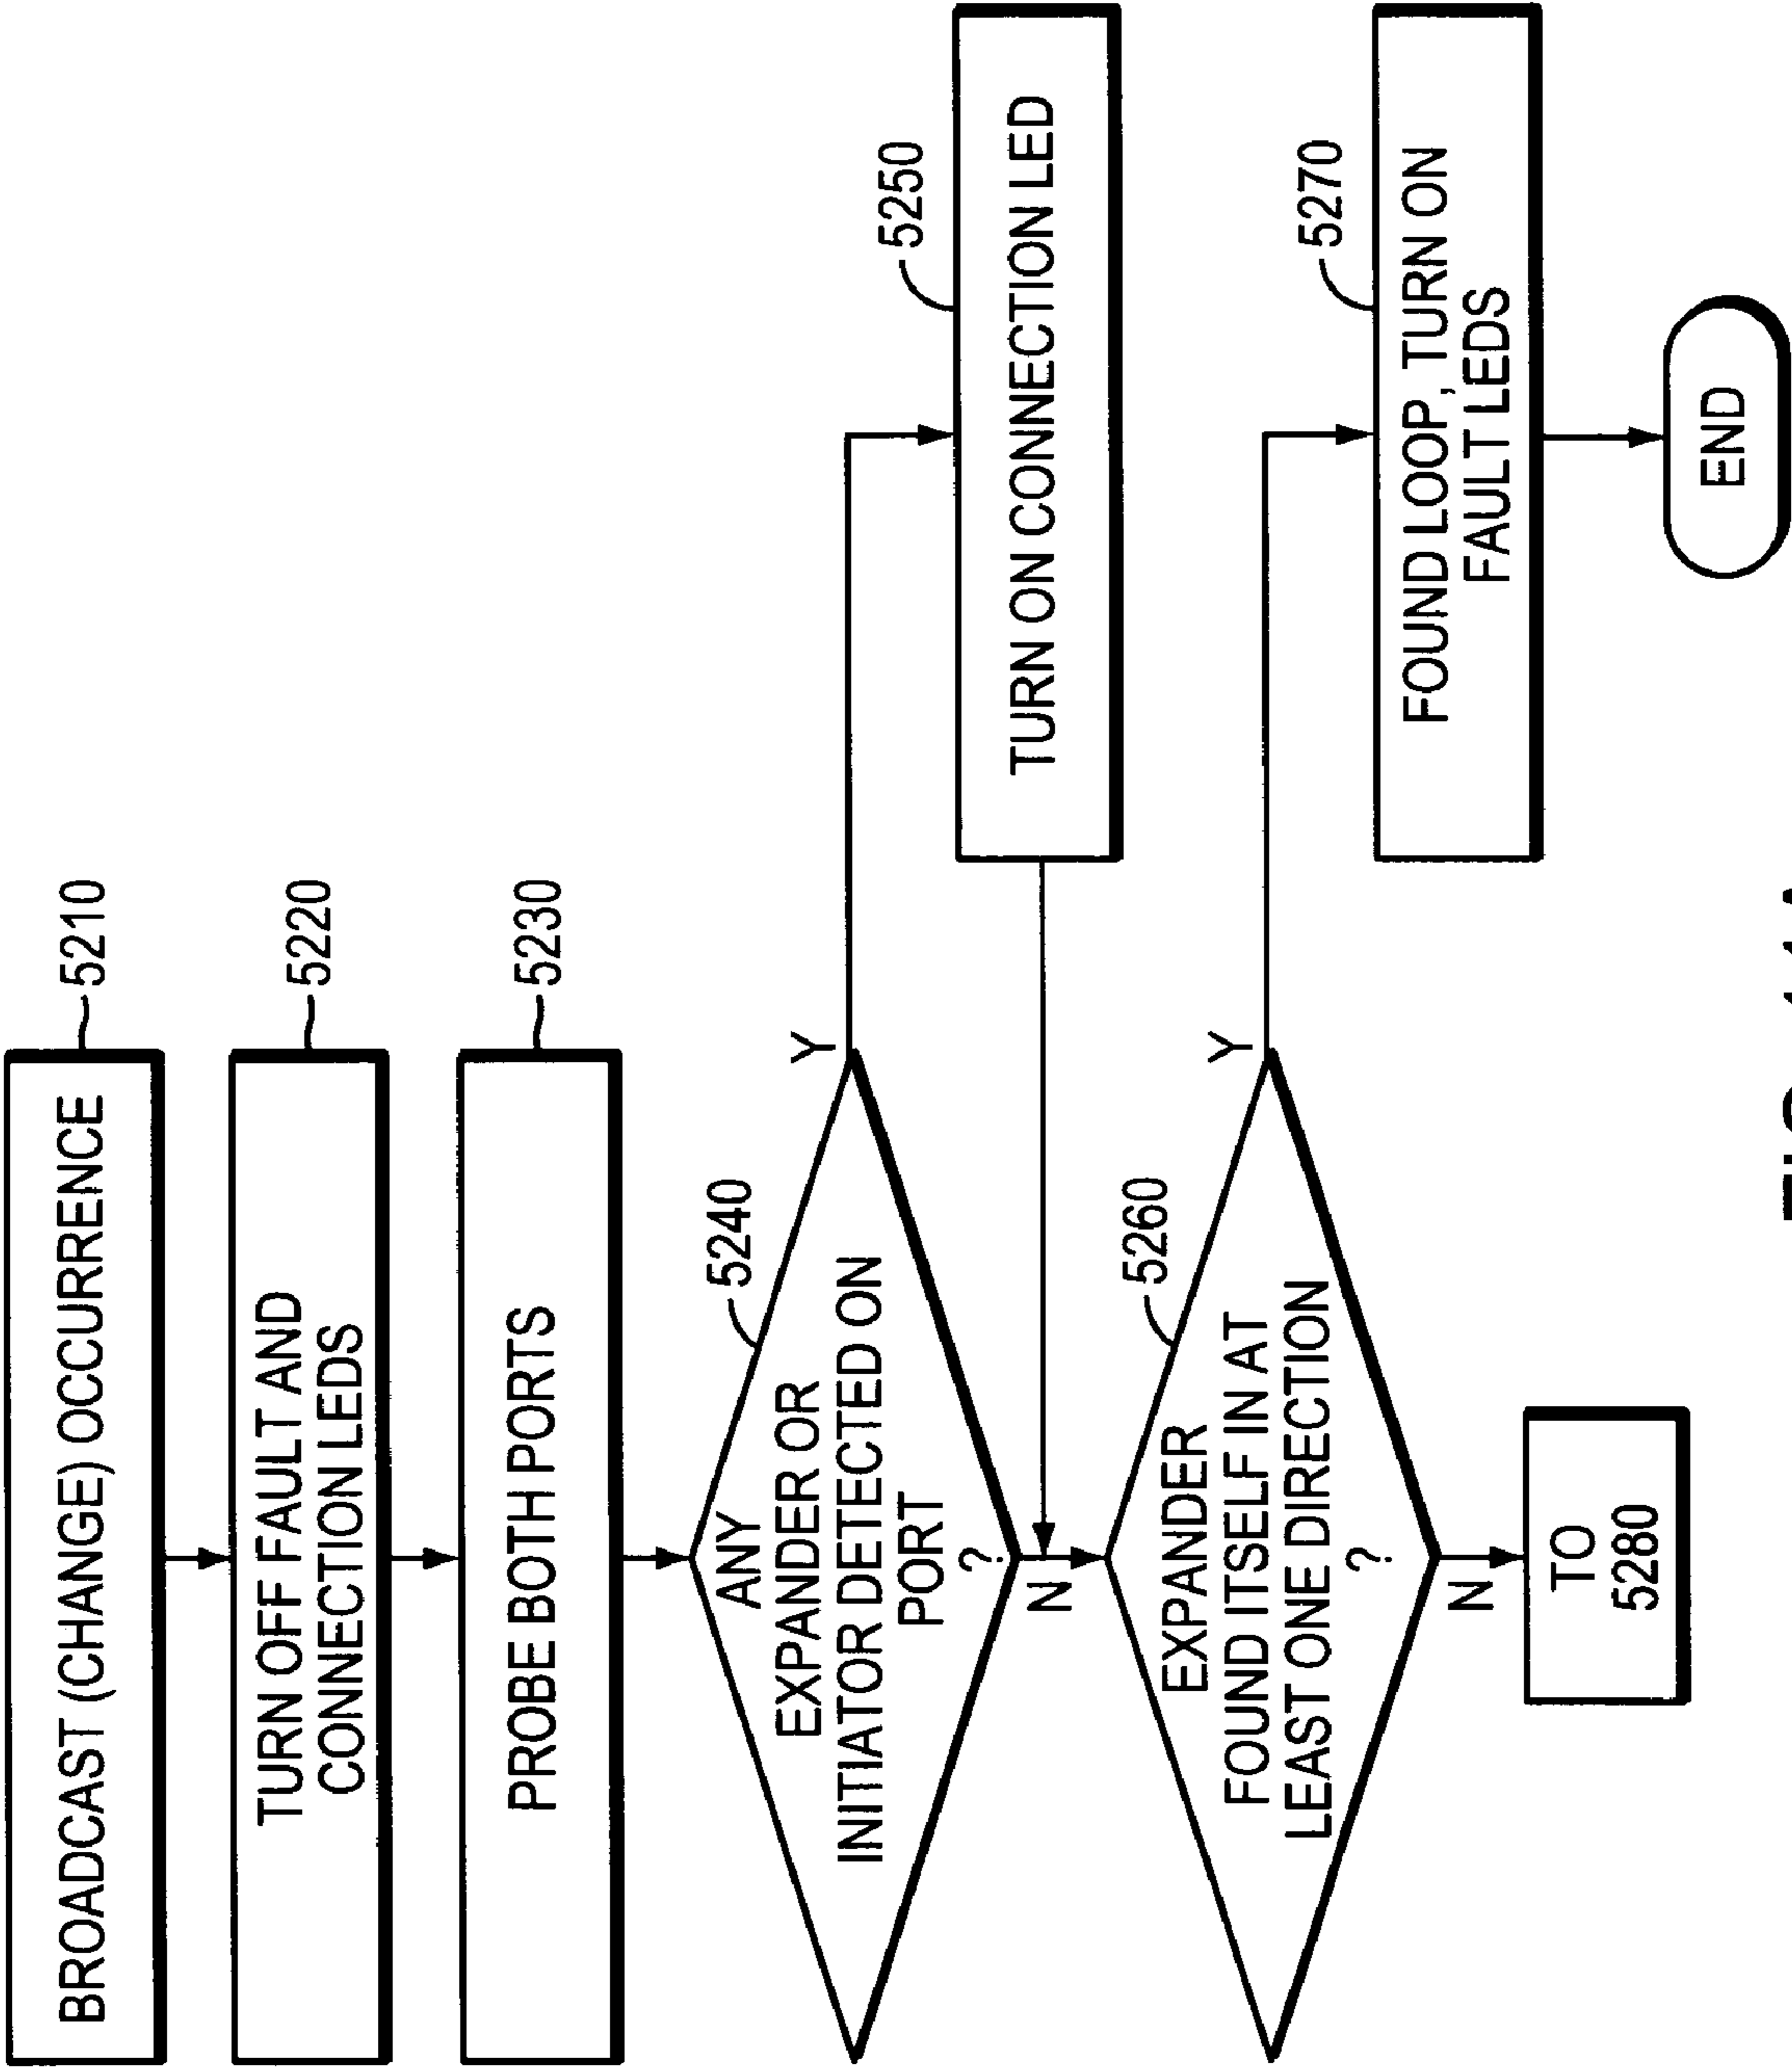 BROADCAST (CHANGE) OCCURRENCE
5210
TURN OFF FAULT AND
CONNECTION LEDS
5220
PROBE BOTH PORTS
5230
ANY
EXPANDER OR
INITIATOR DETECTED ON
PORT
?
5240
Y
N
TURN ON CONNECTION LED
5250
EXPANDER
FOUND ITSELF IN AT
LEAST ONE DIRECTION
?
5260
Y
N
FOUND LOOP, TURN ON
FAULT LEDS
5270
END
TO
5280